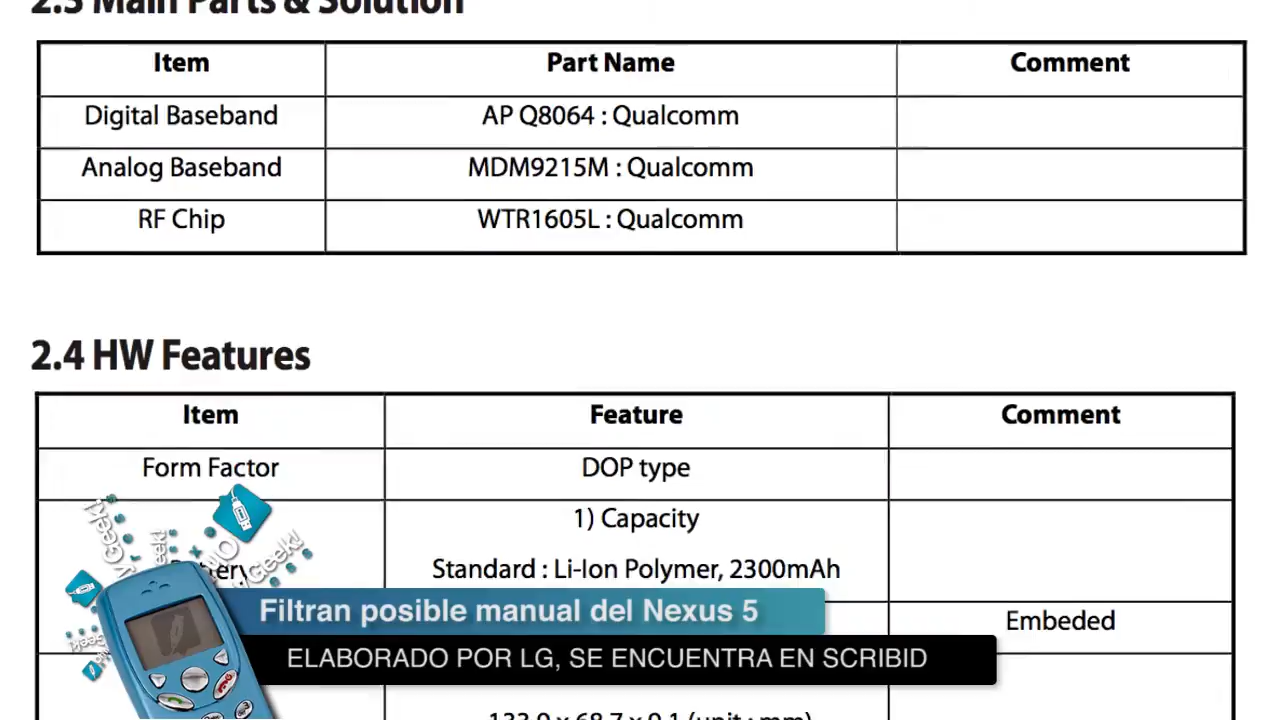 2.3 Main Parts & Solution
Item Part Name Comment
Digital Baseband AP Q8064 : Qualcomm
Analog Baseband MDM9215M : Qualcomm
RF Chip WTR1605L : Qualcomm
2.4 HW Features
Item Feature Comment
Form Factor DOP type
1) Capacity
Standard : Li-Ion Polymer, 2300mAh
Embeded
Filtran posible manual del Nexus 5
ELABORADO POR LG, SE ENCUENTRA EN SCRIBID